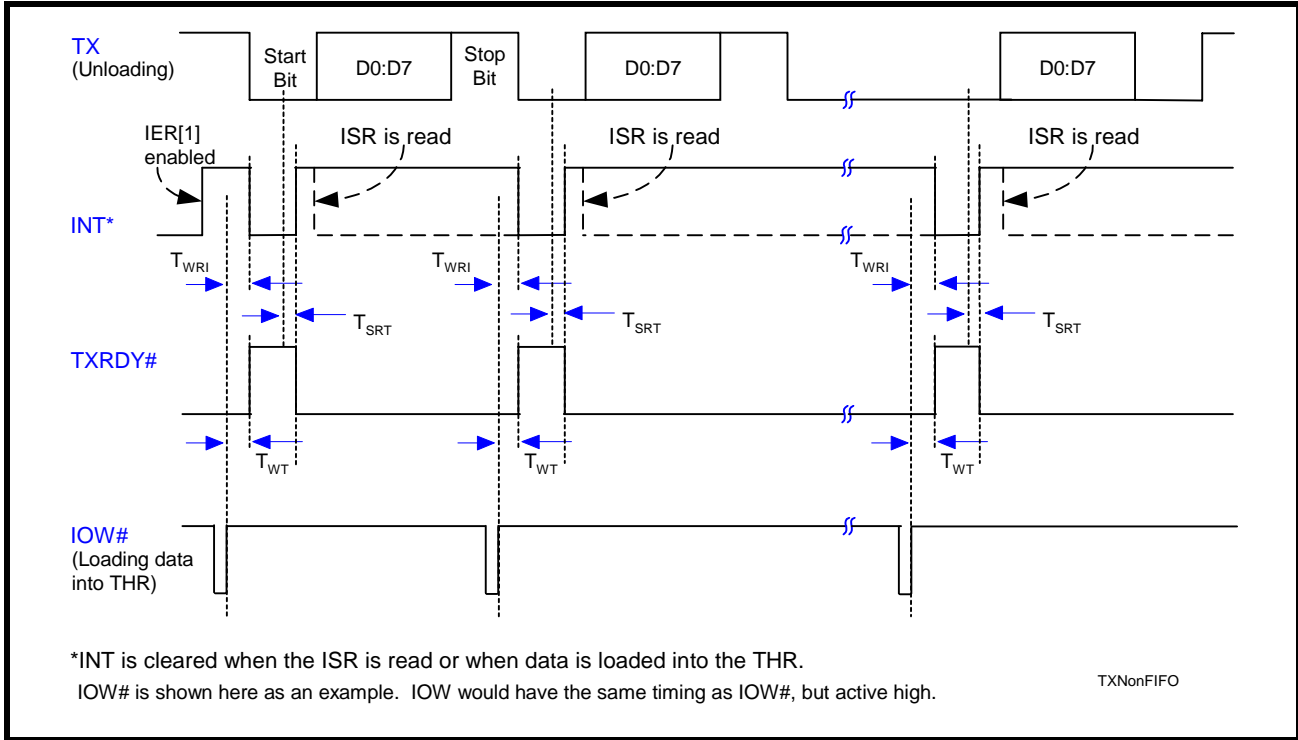 TX
(Unloading)
Start
Bit
D0:D7
Stop
Bit
D0:D7
D0:D7
IER[1]
enabled
ISR is read
ISR is read
ISR is read
INT*
TWRI
TWRI
TWRI
TSRT
TSRT
TSRT
TXRDY#
TWT
TWT
TWT
IOW#
(Loading data
into THR)
*INT is cleared when the ISR is read or when data is loaded into the THR.
IOW# is shown here as an example. IOW would have the same timing as IOW#, but active high.
TXNonFIFO